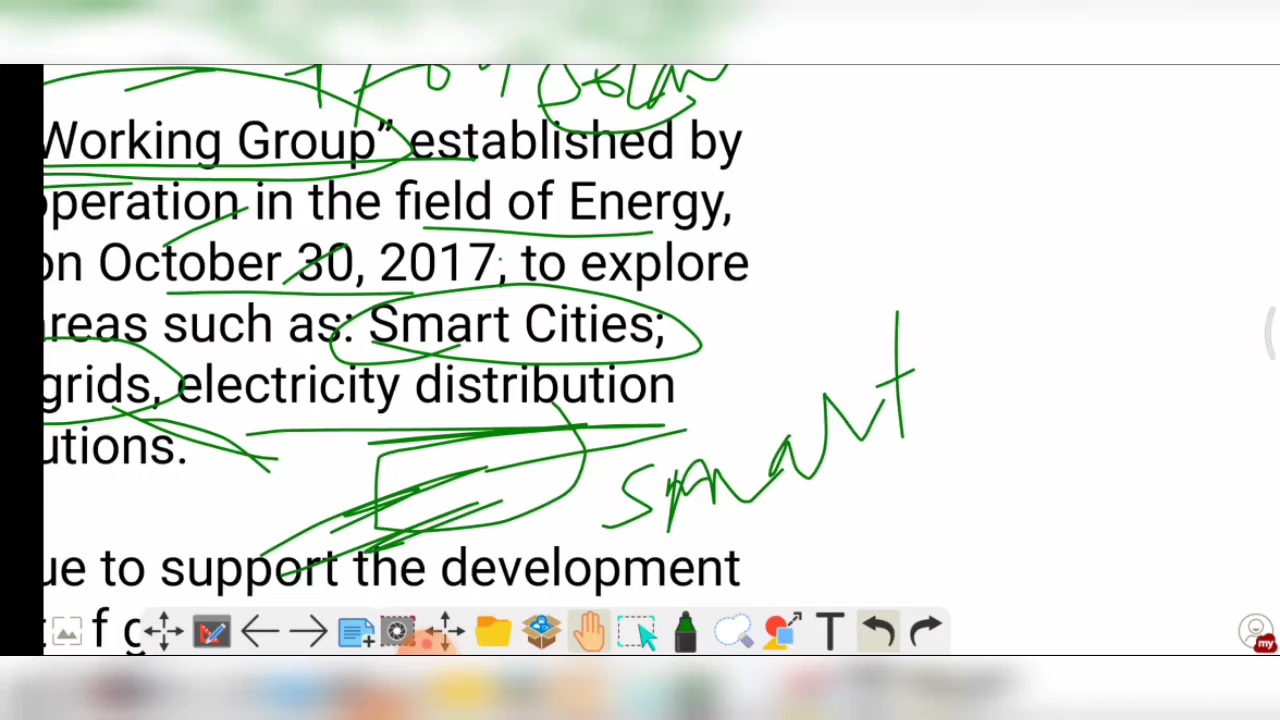 Working Group” established by
operation in the field of Energy,
on October 30, 2017, to explore
areas such as: Smart Cities;
grids, electricity distribution
utions.
smart
ue to support the development
f g
T
my